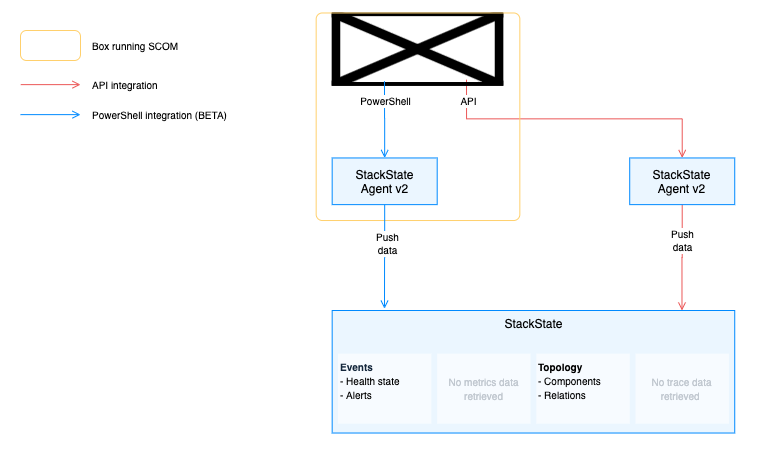 Box running SCOM
API integration
PowerShell integration (BETA)
PowerShell
API
StackState
Agent v2
StackState
Agent v2
Push
data
Push
data
StackState
Events
- Health state
- Alerts
No metrics data
retrieved
Topology
- Components
- Relations
No trace data
retrieved